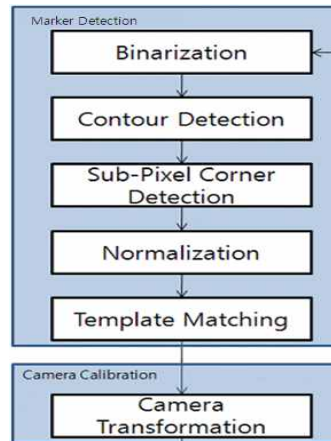 Marker Detection
Binarization
Contour Detection
Sub-Pixel Corner
Detection
Normalization
Template Matching
Camera Calibration
Camera
Transformation